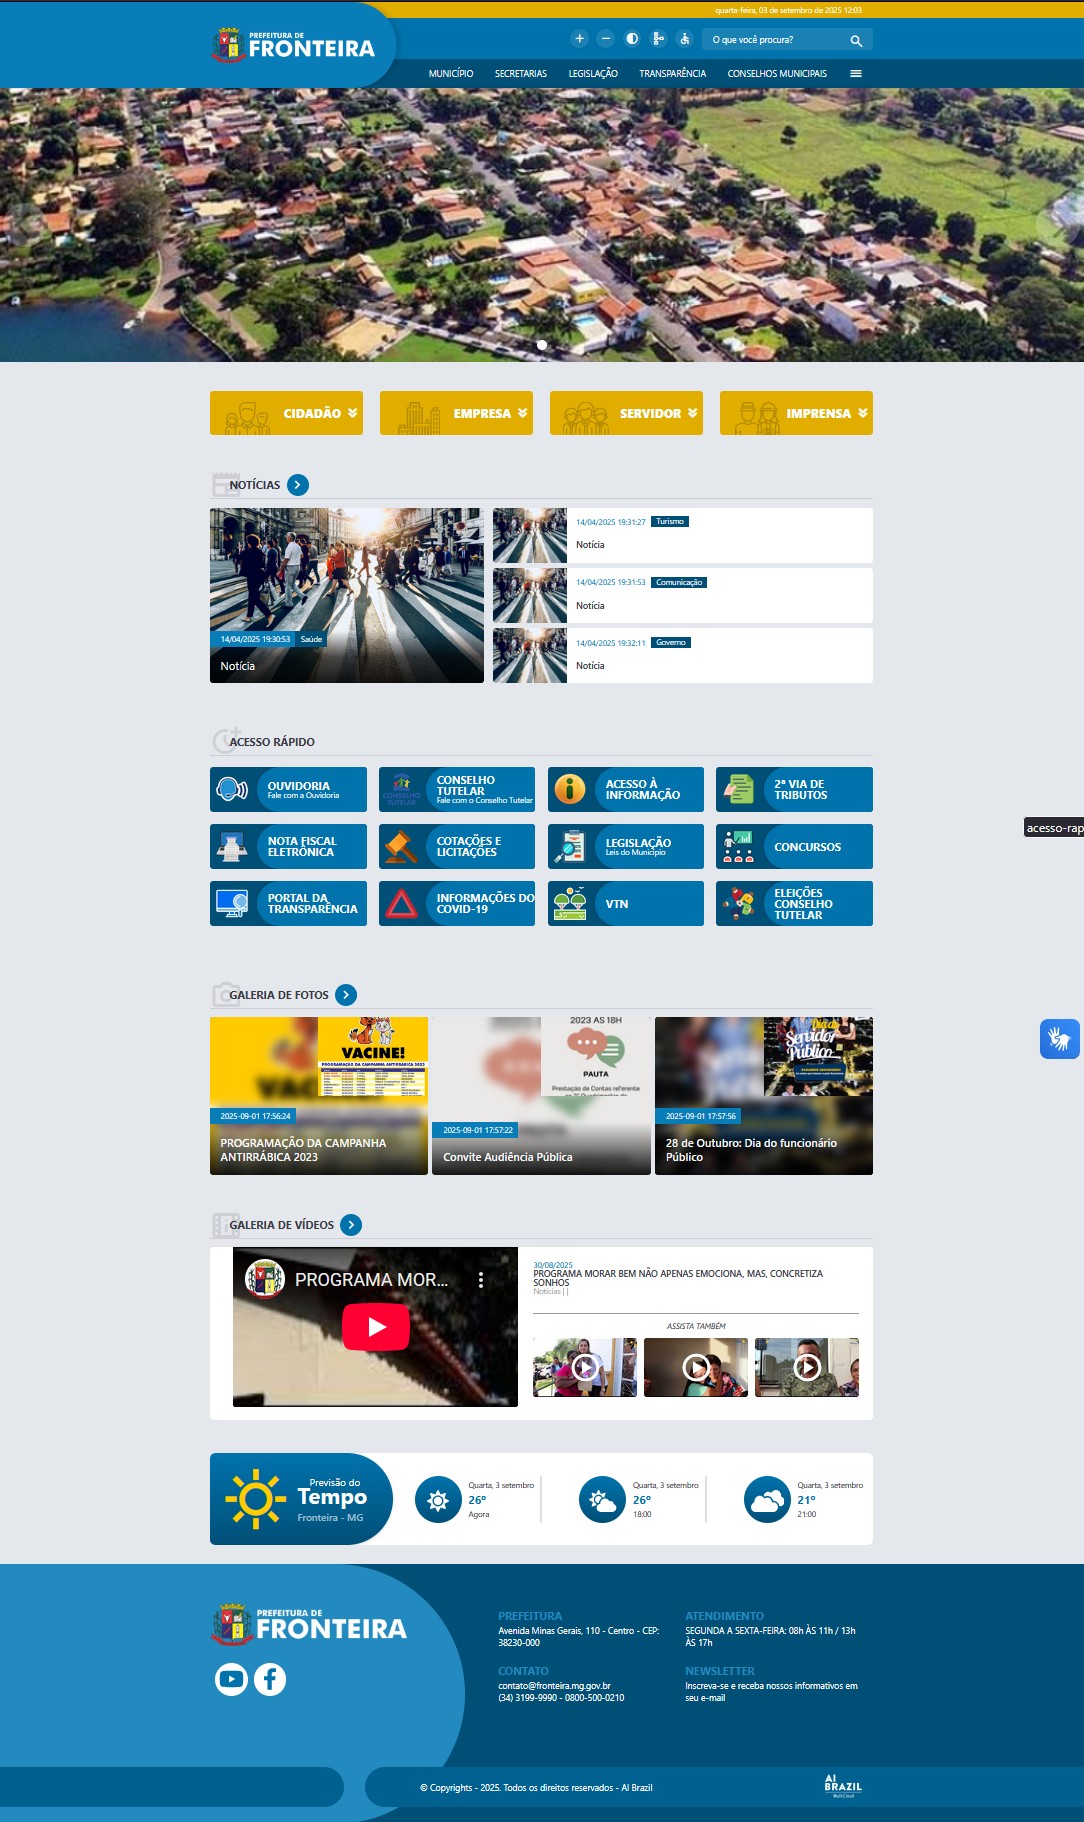 quarta-feira, 03 de setembro de 2025 12:03
PREFEITURA DE
FRONTEIRA
O que você procura?
MUNICÍPIO
SECRETARIAS
LEGISLAÇÃO
TRANSPARÊNCIA
CONSELHOS MUNICIPAIS
CIDADÃO
EMPRESA
SERVIDOR
IMPRENSA
NOTÍCIAS
14/04/2025 19:30:53 Saúde
Notícia
14/04/2025 19:31:27 Turismo
Notícia
14/04/2025 19:31:53 Comunicação
Notícia
14/04/2025 19:32:11 Governo
Notícia
ACESSO RÁPIDO
OUVIDORIA
Fale com a Ouvidoria
CONSELHO TUTELAR
CONSELHO
TUTELAR
Fale com o Conselho Tutelar
ACESSO À
INFORMAÇÃO
2ª VIA DE
TRIBUTOS
NOTA FISCAL
ELETRÔNICA
COTAÇÕES E
LICITAÇÕES
LEGISLAÇÃO
Leis do Município
CONCURSOS
acesso-rap
PORTAL DA
TRANSPARÊNCIA
INFORMAÇÕES DO
COVID-19
VTN
ELEIÇÕES
CONSELHO
TUTELAR
GALERIA DE FOTOS
VACINE!
PROGRAMAÇÃO DA CAMPANHA ANTIRRÁBICA 2023
2025-09-01 17:56:24
PROGRAMAÇÃO DA CAMPANHA
ANTIRRÁBICA 2023
2023 AS 18H
PAUTA
Prestação de Contas referente
2025-09-01 17:57:22
Convite Audiência Pública
Dia do
Servidor
Público
2025-09-01 17:57:56
28 de Outubro: Dia do funcionário
Público
GALERIA DE VÍDEOS
PROGRAMA MOR...
30/08/2025
PROGRAMA MORAR BEM NÃO APENAS EMOCIONA, MAS, CONCRETIZA
SONHOS
Notícias | |
ASSISTA TAMBÉM
Previsão do
Tempo
Fronteira - MG
Quarta, 3 setembro
26º
Agora
Quarta, 3 setembro
26º
18:00
Quarta, 3 setembro
21º
21:00
PREFEITURA DE
FRONTEIRA
PREFEITURA
Avenida Minas Gerais, 110 - Centro - CEP:
38230-000
ATENDIMENTO
SEGUNDA A SEXTA-FEIRA: 08h ÀS 11h / 13h
ÀS 17h
CONTATO
contato@fronteira.mg.gov.br
(34) 3199-9990 - 0800-500-0210
NEWSLETTER
Inscreva-se e receba nossos informativos em
seu e-mail
© Copyrights - 2025. Todos os direitos reservados - AI Brazil
AI
BRAZIL
MultiCloud